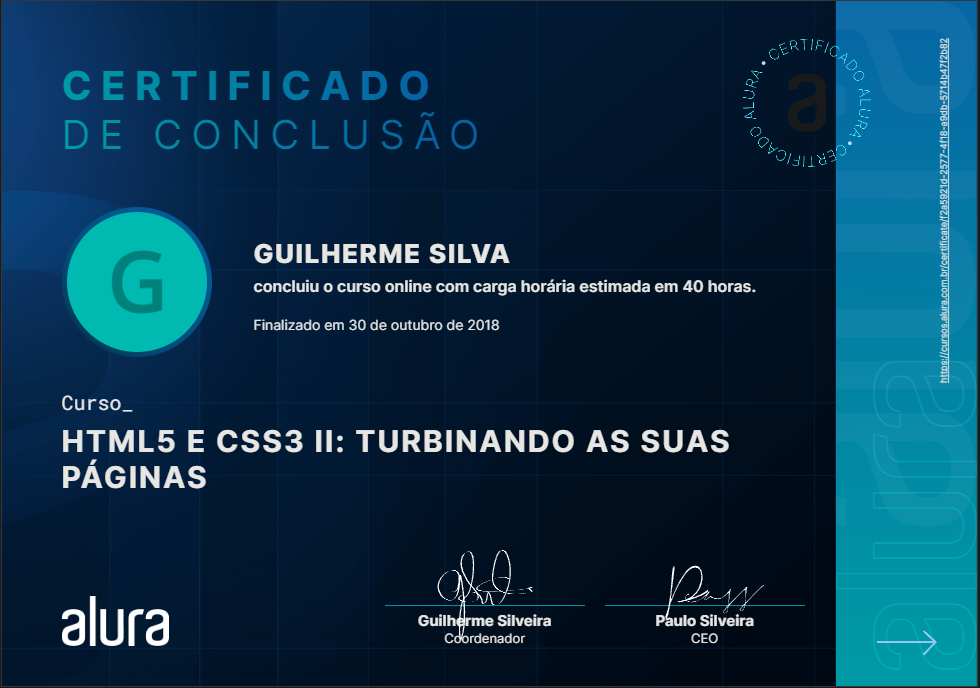 CERTIFICADO
DE CONCLUSÃO
CERTIFICADO ALURA • CERTIFICADO ALURA •
a
https://cursos.alura.com.br/certificate/f2a5921d-2577-4f18-a9db-5714b47f2b82
G
GUILHERME SILVA
concluiu o curso online com carga horária estimada em 40 horas.
Finalizado em 30 de outubro de 2018
Curso_
HTML5 E CSS3 II: TURBINANDO AS SUAS
PÁGINAS
alura
Guilherme Silveira
Coordenador
Paulo Silveira
CEO
alura